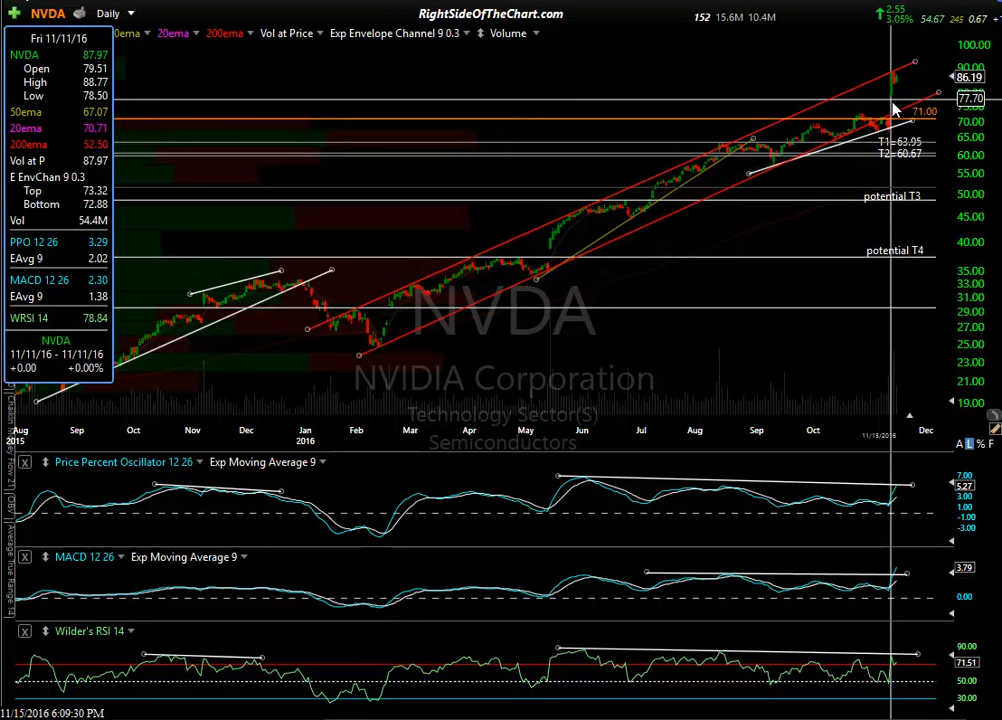 NVDA Daily RightSideOfTheChart.com 152 15.6M 10.4M 2.55 3.05% 54.67 245 0.67
20ema 200ema Vol at Price Exp Envelope Channel 9 0.3 Volume
Fri 11/11/16
NVDA 87.97
Open 79.51
High 88.77
Low 78.50
50ema 67.07
20ema 70.71
200ema 52.50
Vol at P 87.97
E EnvChan 9 0.3
Top 73.32
Bottom 72.88
Vol 54.4M
PPO 12 26 3.29
EAvg 9 2.02
MACD 12 26 2.30
EAvg 9 1.38
WRSI 14 78.84
NVDA
11/11/16 - 11/11/16
+0.00 +0.00%
100.00
90.00
86.19
77.70
71.00
70.00
65.00
T1=63.95
T2=60.67
60.00
55.00
50.00
potential T3
45.00
40.00
potential T4
35.00
31.00
29.00
27.00
25.00
23.00
21.00
19.00
NVDA
NVIDIA Corporation
Technology Sector(S)
Semiconductors
Aug Sep Oct Nov Dec Jan Feb Mar Apr May Jun Jul Aug Sep Oct 11/15/2016 Dec
2015 2016
A L % F
Chaikin Money Flow 21
OBV
Average True Range 14
X Price Percent Oscillator 12 26 Exp Moving Average 9
7.00
5.27
3.00
1.00
-1.00
-3.00
X MACD 12 26 Exp Moving Average 9
3.79
0.00
X Wilder's RSI 14
90.00
71.51
50.00
30.00
11/15/2016 6:09:30 PM